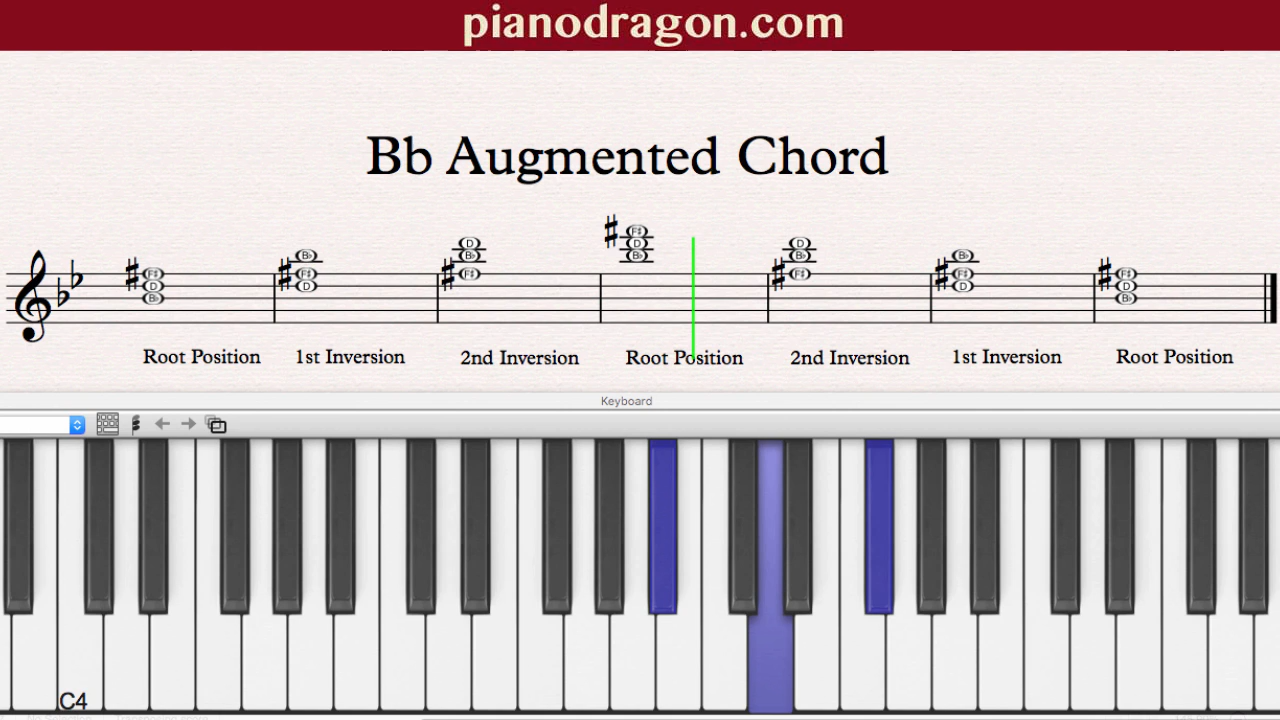 pianodragon.com
Bb Augmented Chord
F♯ B♭ D F♯ D B♭ F♯
D F♯ B♭ D B♭ F♯ D
B♭ D F♯ B♭ F♯ D B♭
Root Position 1st Inversion 2nd Inversion Root Position 2nd Inversion 1st Inversion Root Position
Keyboard
C4